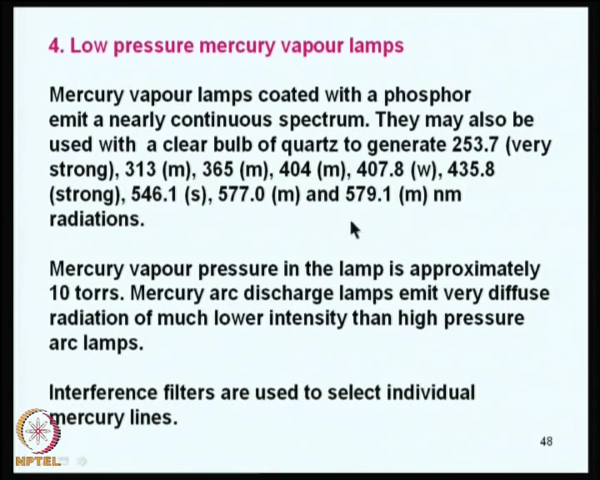 4. Low pressure mercury vapour lamps
Mercury vapour lamps coated with a phosphor
emit a nearly continuous spectrum. They may also be
used with a clear bulb of quartz to generate 253.7 (very
strong), 313 (m), 365 (m), 404 (m), 407.8 (w), 435.8
(strong), 546.1 (s), 577.0 (m) and 579.1 (m) nm
radiations.
Mercury vapour pressure in the lamp is approximately
10 torrs. Mercury arc discharge lamps emit very diffuse
radiation of much lower intensity than high pressure
arc lamps.
Interference filters are used to select individual
mercury lines.
48
NPTEL